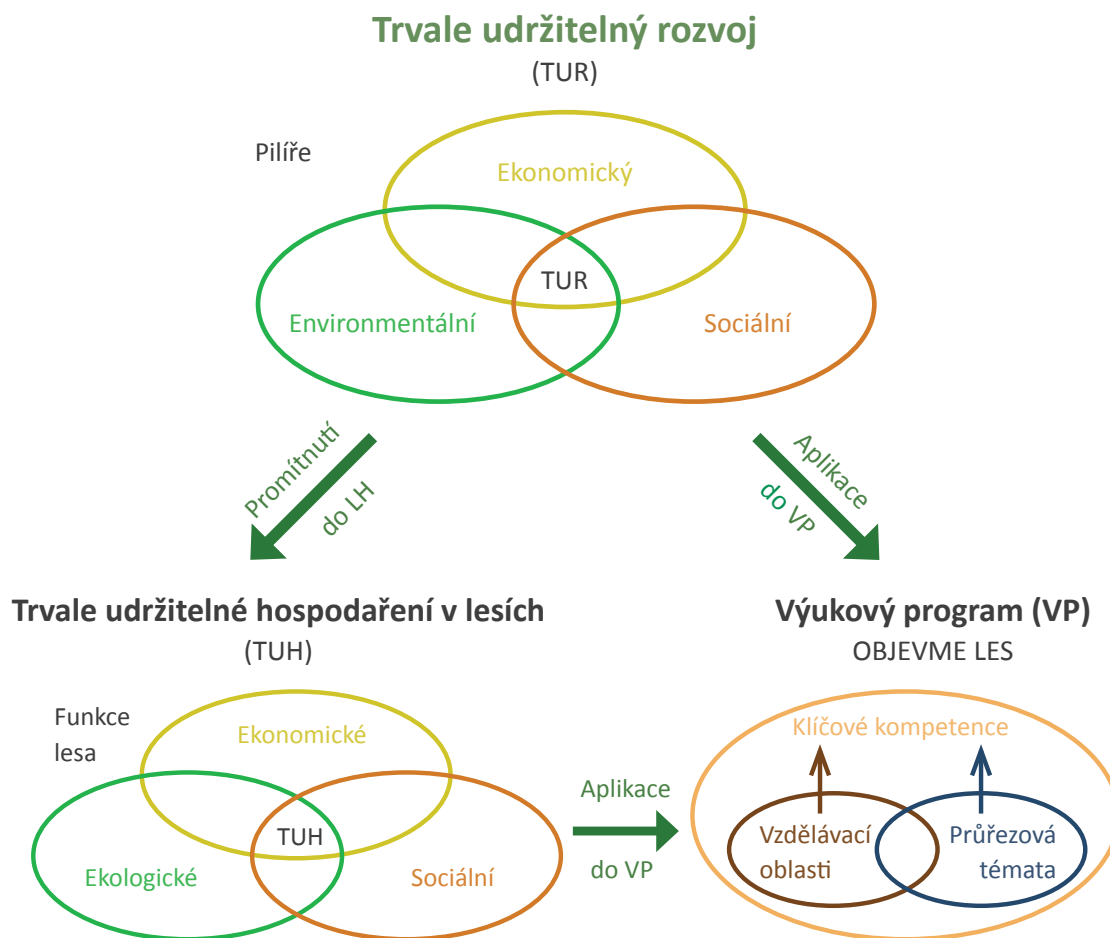 Trvale udržitelný rozvoj
(TUR)
Pilíře
Ekonomický
TUR
Environmentální
Sociální
Promítnutí
do LH
Aplikace
do VP
Trvale udržitelné hospodaření v lesích
(TUH)
Funkce
lesa
Ekonomické
TUH
Ekologické
Sociální
Aplikace
do VP
Výukový program (VP)
OBJEVME LES
Klíčové kompetence
Vzdělávací
oblasti
Průřezová
témata